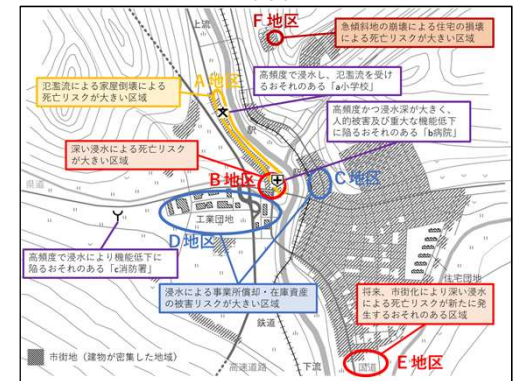 上流
F地区
急傾斜地の崩壊による住宅の損壊
による死亡リスクが大きい区域
A地区
氾濫流による家屋倒壊による
死亡リスクが大きい区域
高頻度で浸水し、氾濫流を受け
るおそれのある「a小学校」
高頻度かつ浸水深が大きく、
人的被害及び重大な機能低下
に陥るおそれのある「b病院」
駅
深い浸水による死亡リスク
が大きい区域
県道
B地区
C地区
工業団地
D地区
高頻度で浸水により機能低下に
陥るおそれのある「c消防署」
浸水による事業所償却・在庫資産
の被害リスクが大きい区域
住宅団地
将来、市街化により深い浸水
による死亡リスクが新たに発
生するおそれのある区域
鉄道
市街地（建物が密集した地域）
高速道路
下流
国道
E地区